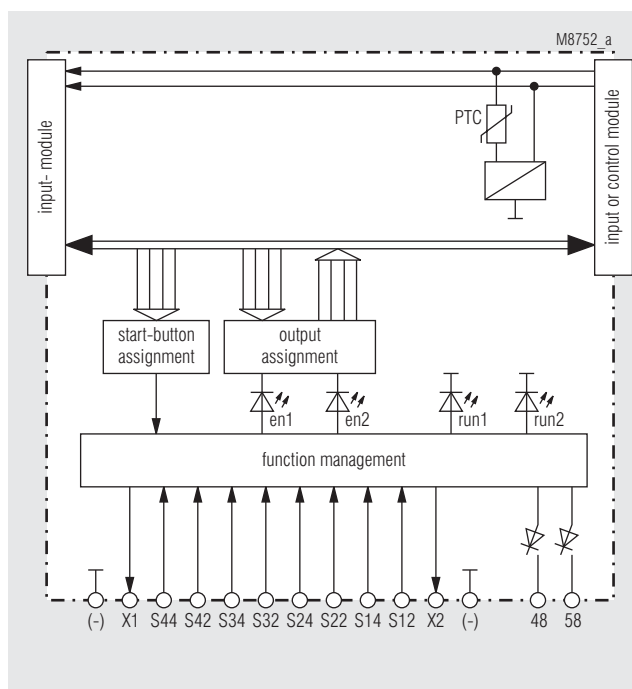 M8752_a
input- module
PTC
input or control module
start-button
assignment
output
assignment
en1
en2
run1
run2
function management
(-) X1 S44 S42 S34 S32 S24 S22 S14 S12 X2 (-) 48 58